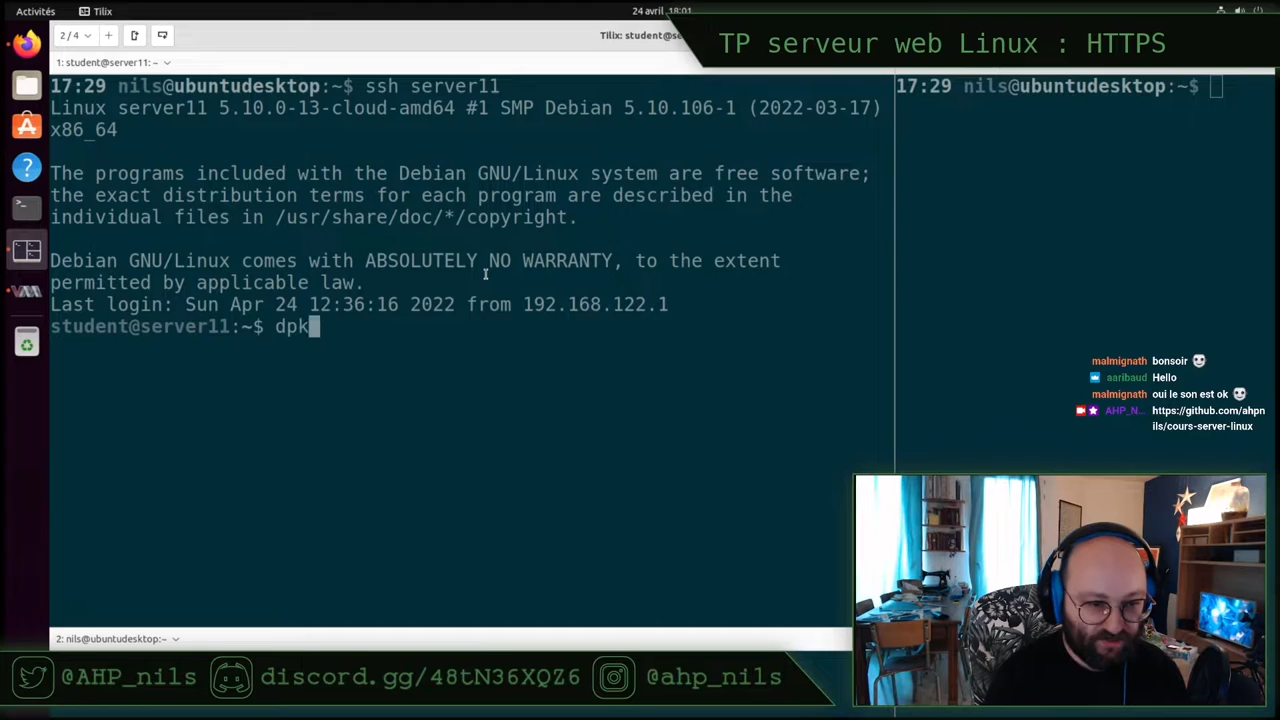 Activités
Tilix
24 avril 18:01
2/4
Tilix: student@se
TP serveur web Linux : HTTPS
1: student@server11: ~
17:29 nils@ubuntudesktop:~$ ssh server11
Linux server11 5.10.0-13-cloud-amd64 #1 SMP Debian 5.10.106-1 (2022-03-17)
x86_64
The programs included with the Debian GNU/Linux system are free software;
the exact distribution terms for each program are described in the
individual files in /usr/share/doc/*/copyright.
Debian GNU/Linux comes with ABSOLUTELY NO WARRANTY, to the extent
permitted by applicable law.
Last login: Sun Apr 24 12:36:16 2022 from 192.168.122.1
student@server11:~$ dpk
17:29 nils@ubuntudesktop:~$
malmignath bonsoir
aaribaud Hello
malmignath oui le son est ok
AHP_N... https://github.com/ahpn
ils/cours-server-linux
2: nils@ubuntudesktop:~
@AHP_nils
discord.gg/48tN36XQZ6
@ahp_nils